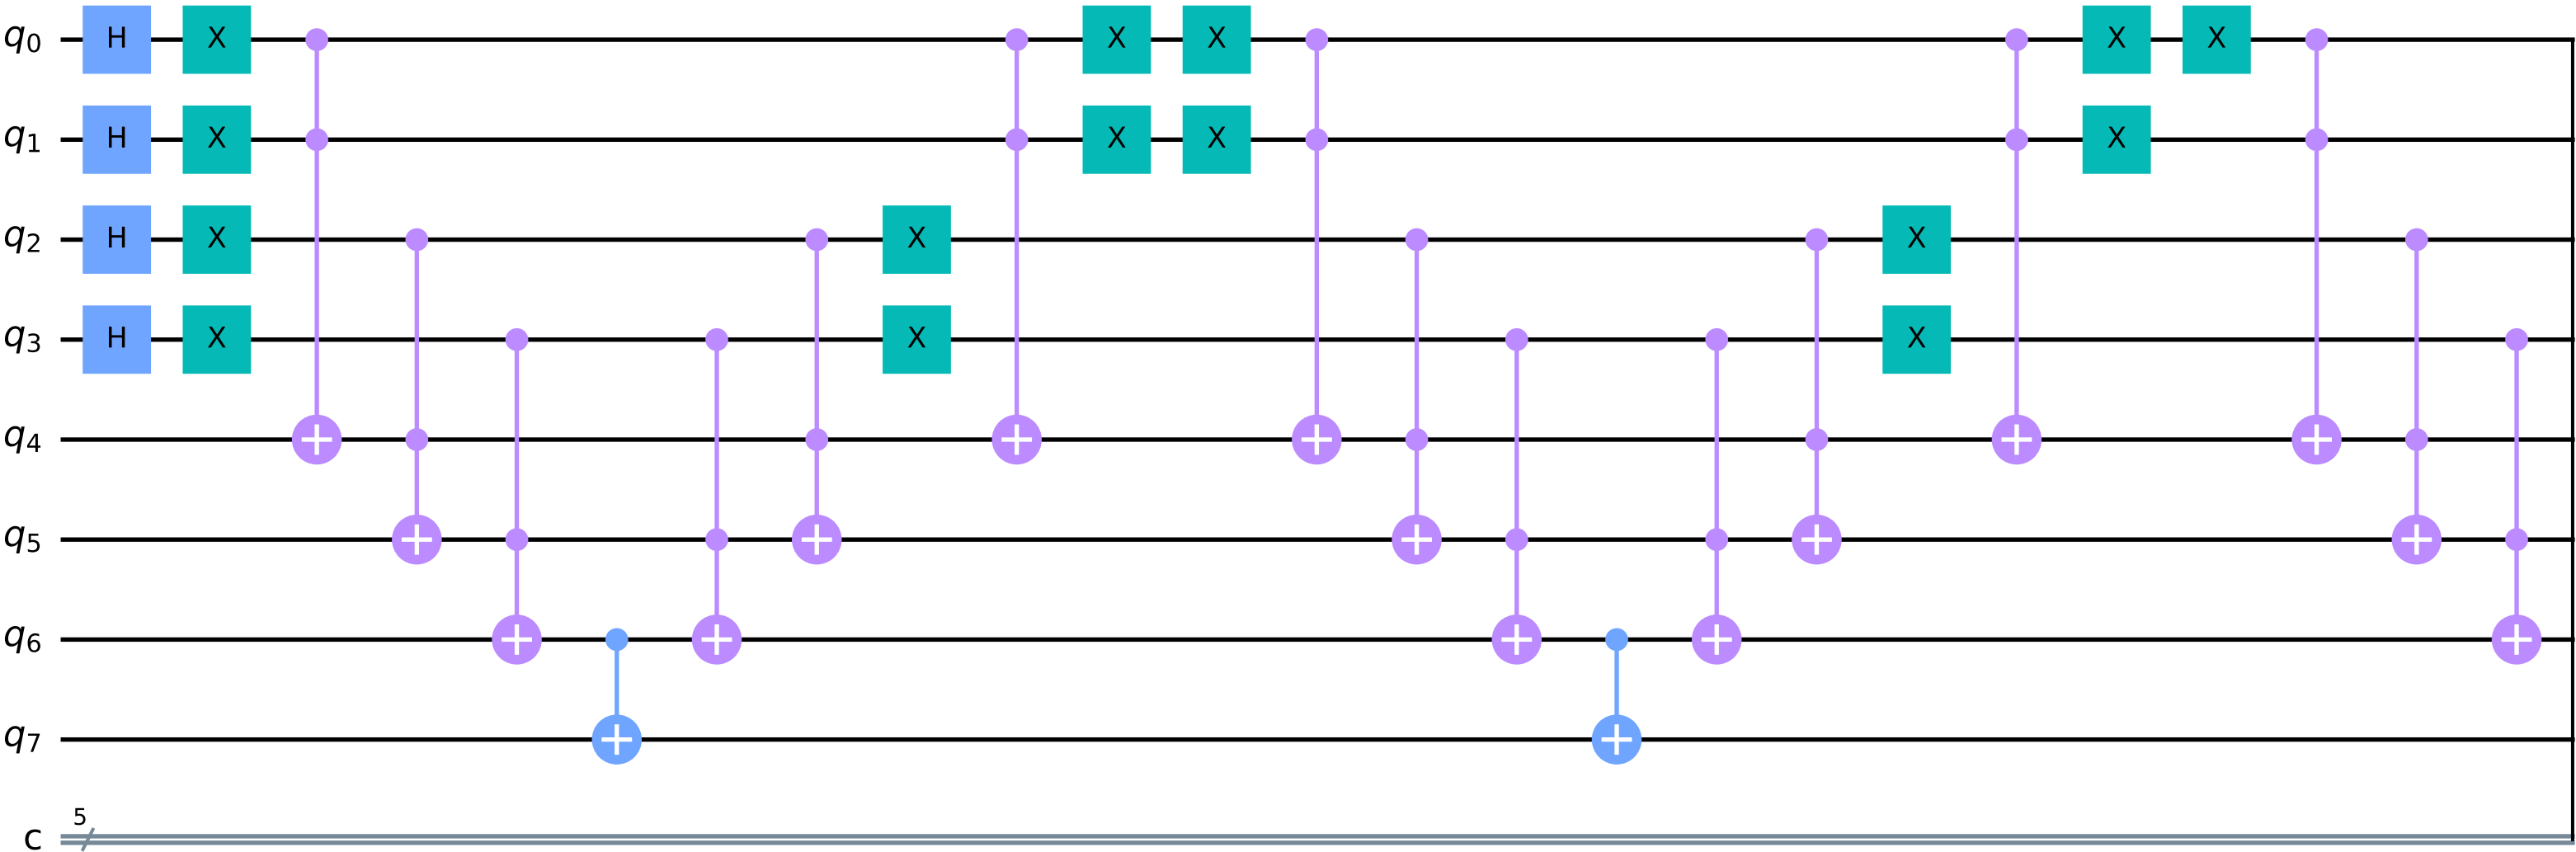 q0 H X X X X X
q1 H X X X X
q2 H X X X
q3 H X X X
q4
q5
q6
q7
5
c